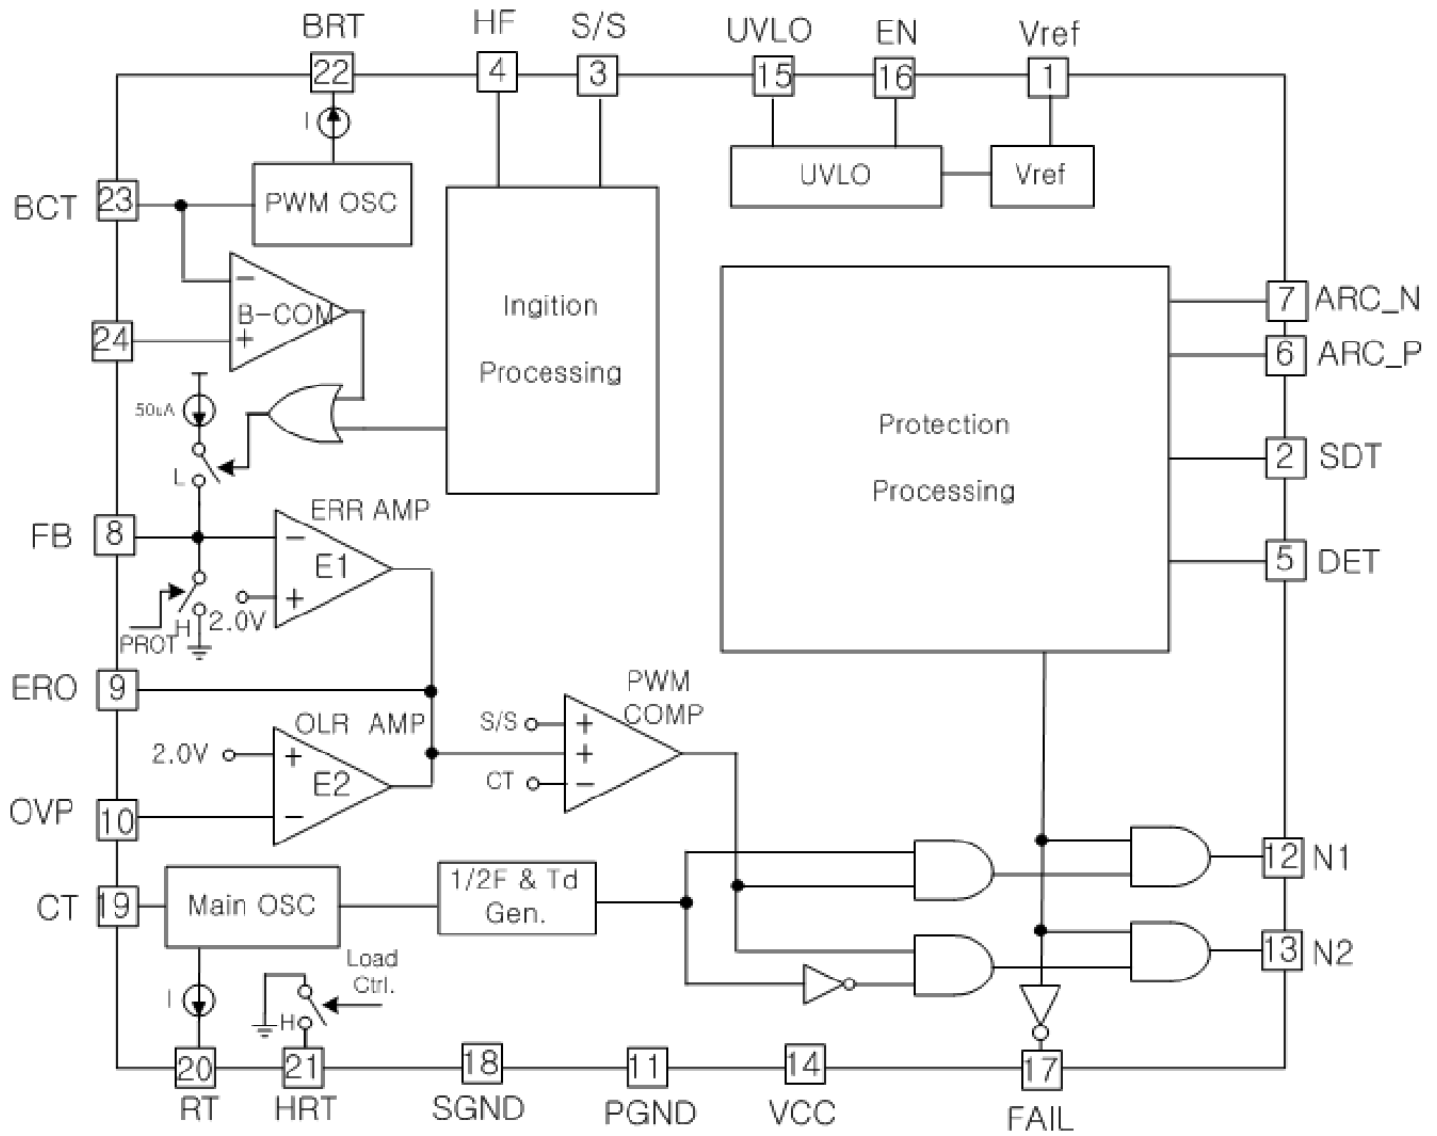 BRT HF S/S UVLO EN Vref
22 4 3 15 16 1
I
PWM OSC
UVLO
Vref
BCT 23
B-COM
−
+
24
Ingition
Processing
50uA
L
7 ARC_N
6 ARC_P
Protection
Processing
2 SDT
5 DET
ERR AMP
FB 8
−
E1
+
2.0V
H
PROT
ERO 9
OLR AMP
2.0V
+
E2
−
OVP 10
PWM
COMP
S/S
+
+
CT
−
CT 19
Main OSC
1/2F & Td
Gen.
12 N1
13 N2
Load
Ctrl.
I
H
20 21 18 11 14 17
RT HRT SGND PGND VCC FAIL